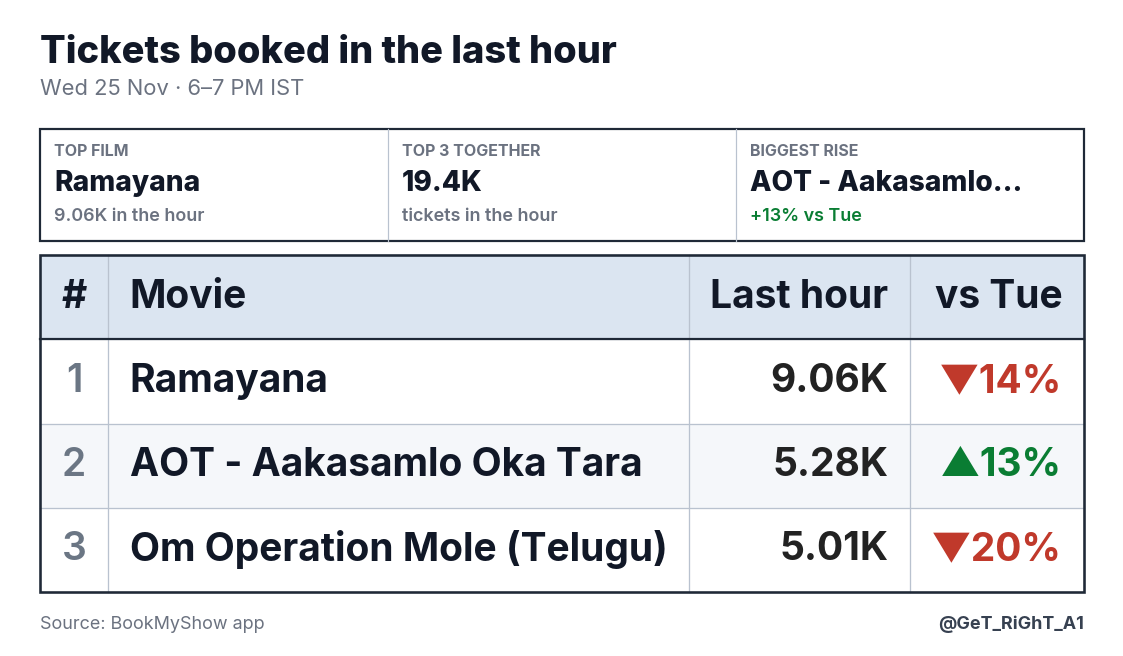 Tickets booked in the last hour
Wed 25 Nov · 6–7 PM IST
TOP FILM
Ramayana
9.06K in the hour
TOP 3 TOGETHER
19.4K
tickets in the hour
BIGGEST RISE
AOT - Aakasamlo...
+13% vs Tue
# Movie Last hour vs Tue
1 Ramayana 9.06K ▼14%
2 AOT - Aakasamlo Oka Tara 5.28K ▲13%
3 Om Operation Mole (Telugu) 5.01K ▼20%
Source: BookMyShow app @GeT_RiGhT_A1